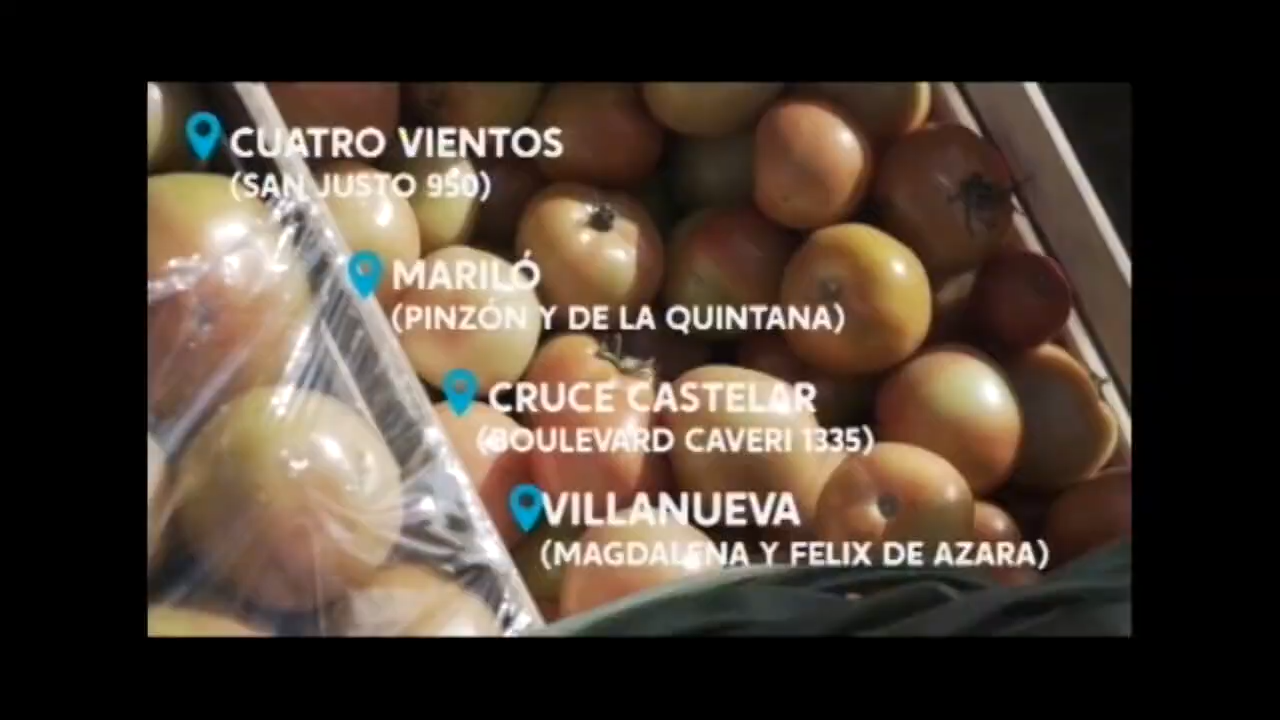 CUATRO VIENTOS
(SAN JUSTO 950)
MARILÓ
(PINZÓN Y DE LA QUINTANA)
CRUCE CASTELAR
(BOULEVARD CAVERI 1335)
VILLANUEVA
(MAGDALENA Y FELIX DE AZARA)